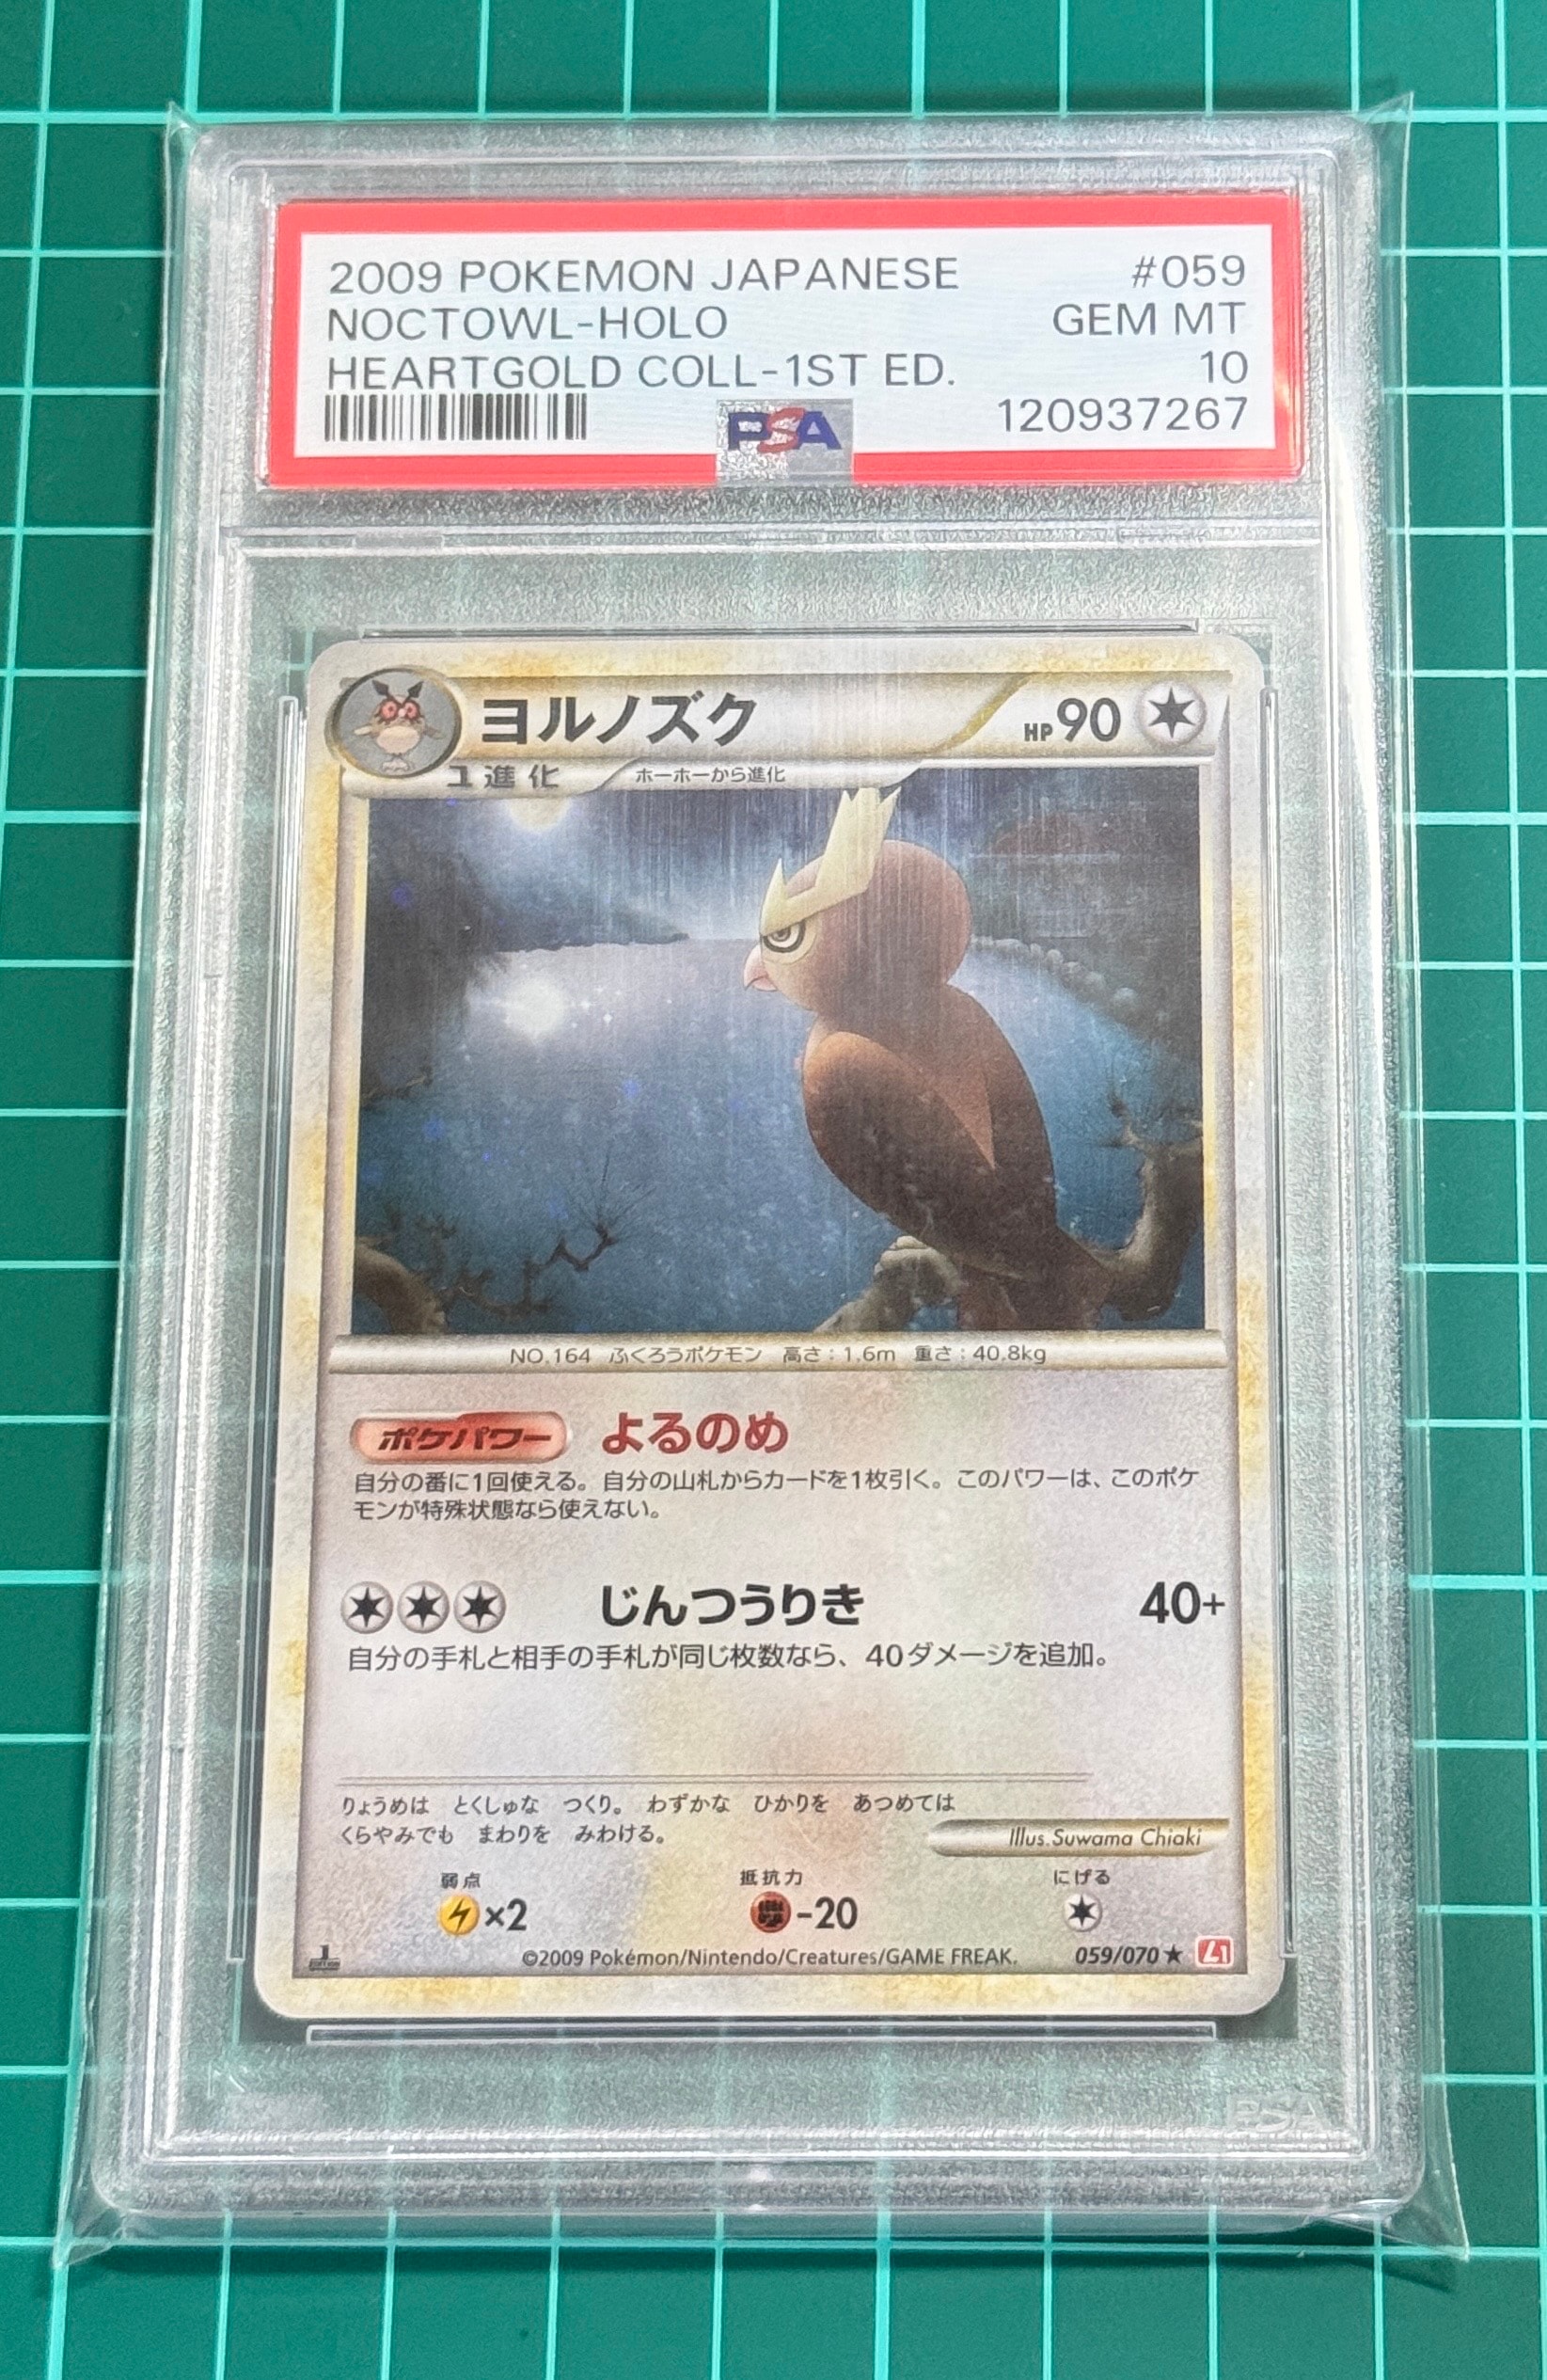 2009 POKEMON JAPANESE #059
NOCTOWL-HOLO GEM MT
HEARTGOLD COLL-1ST ED. 10
PSA 120937267
ヨルノズク HP90
1進化 ホーホーから進化
NO.164 ふくろうポケモン 高さ:1.6m 重さ:40.8kg
ポケパワー よるのめ
自分の番に1回使える。自分の山札からカードを1枚引く。このパワーは、このポケ
モンが特殊状態なら使えない。
じんつうりき 40+
自分の手札と相手の手札が同じ枚数なら、40ダメージを追加。
りょうめは とくしゅな つくり。 わずかな ひかりを あつめては
くらやみでも まわりを みわける。
Illus.Suwama Chiaki
弱点 抵抗力 にげる
×2 -20
1 EDITION ©2009 Pokémon/Nintendo/Creatures/GAME FREAK. 059/070★ L1
PSA